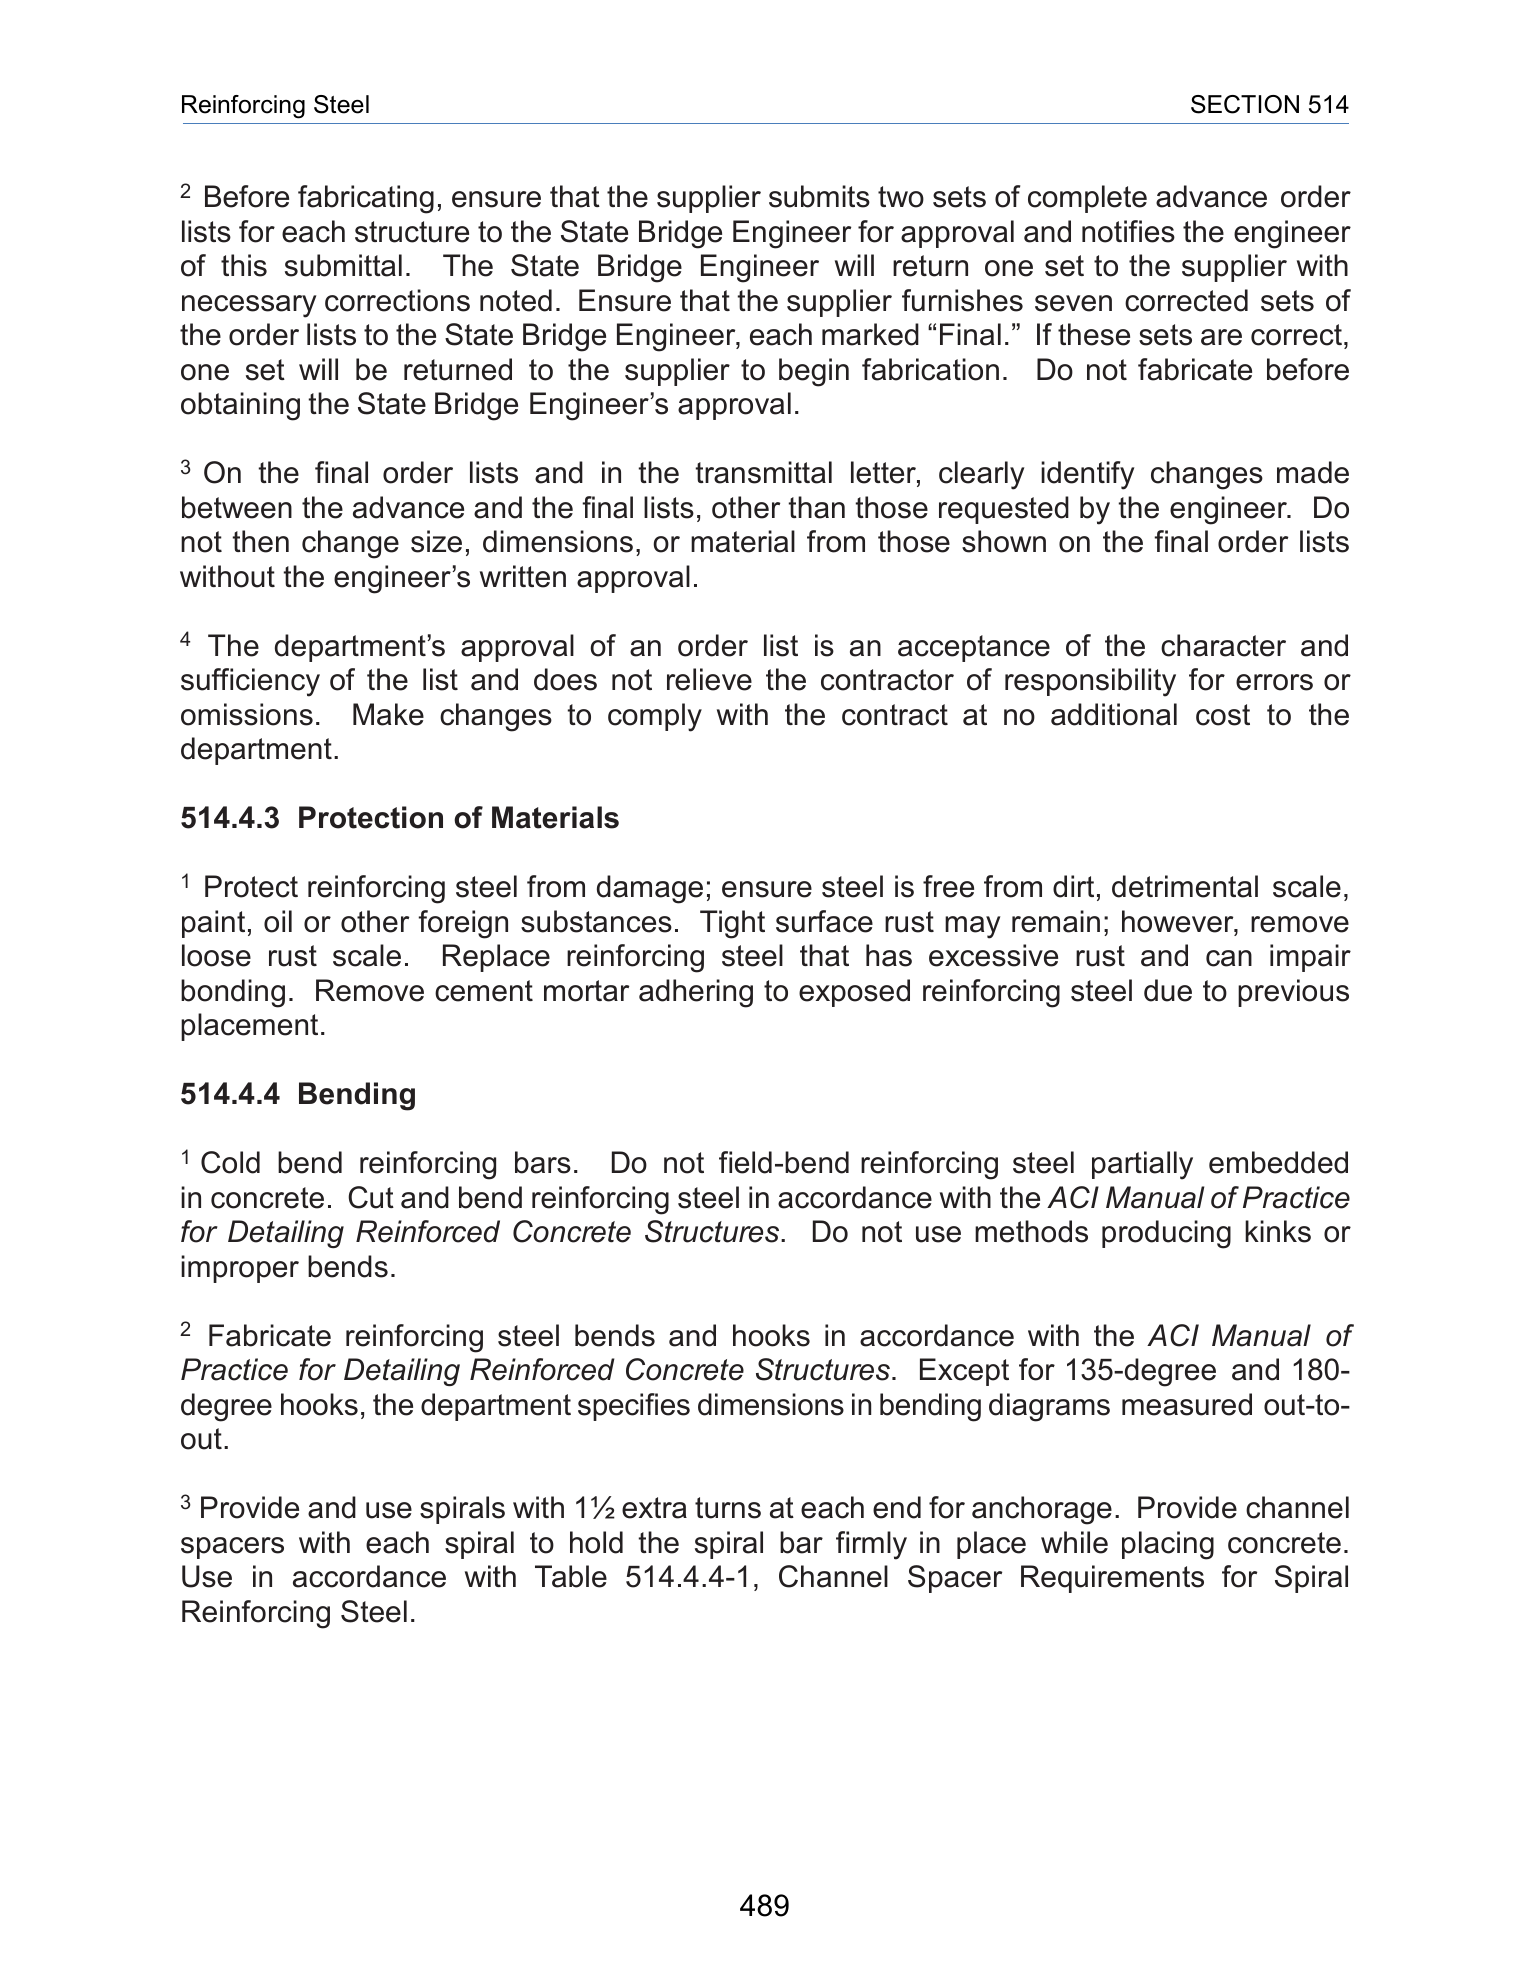 Reinforcing Steel SECTION 514
2 Before fabricating, ensure that the supplier submits two sets of complete advance order
lists for each structure to the State Bridge Engineer for approval and notifies the engineer
of this submittal. The State Bridge Engineer will return one set to the supplier with
necessary corrections noted. Ensure that the supplier furnishes seven corrected sets of
the order lists to the State Bridge Engineer, each marked “Final.” If these sets are correct,
one set will be returned to the supplier to begin fabrication. Do not fabricate before
obtaining the State Bridge Engineer’s approval.
3 On the final order lists and in the transmittal letter, clearly identify changes made
between the advance and the final lists, other than those requested by the engineer. Do
not then change size, dimensions, or material from those shown on the final order lists
without the engineer’s written approval.
4 The department’s approval of an order list is an acceptance of the character and
sufficiency of the list and does not relieve the contractor of responsibility for errors or
omissions. Make changes to comply with the contract at no additional cost to the
department.
514.4.3 Protection of Materials
1 Protect reinforcing steel from damage; ensure steel is free from dirt, detrimental scale,
paint, oil or other foreign substances. Tight surface rust may remain; however, remove
loose rust scale. Replace reinforcing steel that has excessive rust and can impair
bonding. Remove cement mortar adhering to exposed reinforcing steel due to previous
placement.
514.4.4 Bending
1 Cold bend reinforcing bars. Do not field-bend reinforcing steel partially embedded
in concrete. Cut and bend reinforcing steel in accordance with the ACI Manual of Practice
for Detailing Reinforced Concrete Structures. Do not use methods producing kinks or
improper bends.
2 Fabricate reinforcing steel bends and hooks in accordance with the ACI Manual of
Practice for Detailing Reinforced Concrete Structures. Except for 135-degree and 180-
degree hooks, the department specifies dimensions in bending diagrams measured out-to-
out.
3 Provide and use spirals with 1½ extra turns at each end for anchorage. Provide channel
spacers with each spiral to hold the spiral bar firmly in place while placing concrete.
Use in accordance with Table 514.4.4-1, Channel Spacer Requirements for Spiral
Reinforcing Steel.
489